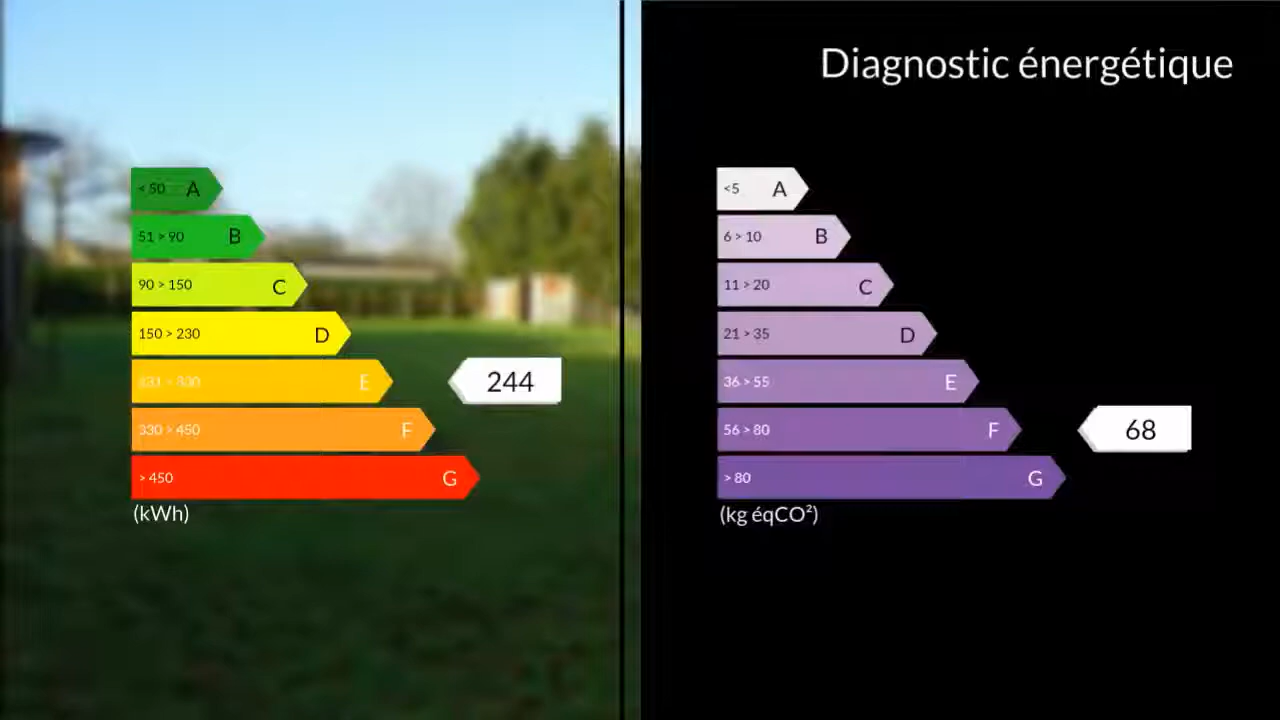 Diagnostic énergétique
< 50 A
51 > 90 B
90 > 150 C
150 > 230 D
E
244
330 > 450 F
> 450 G
(kWh)
<5 A
6 > 10 B
11 > 20 C
21 > 35 D
36 > 55 E
56 > 80 F
68
> 80 G
(kg éqCO²)